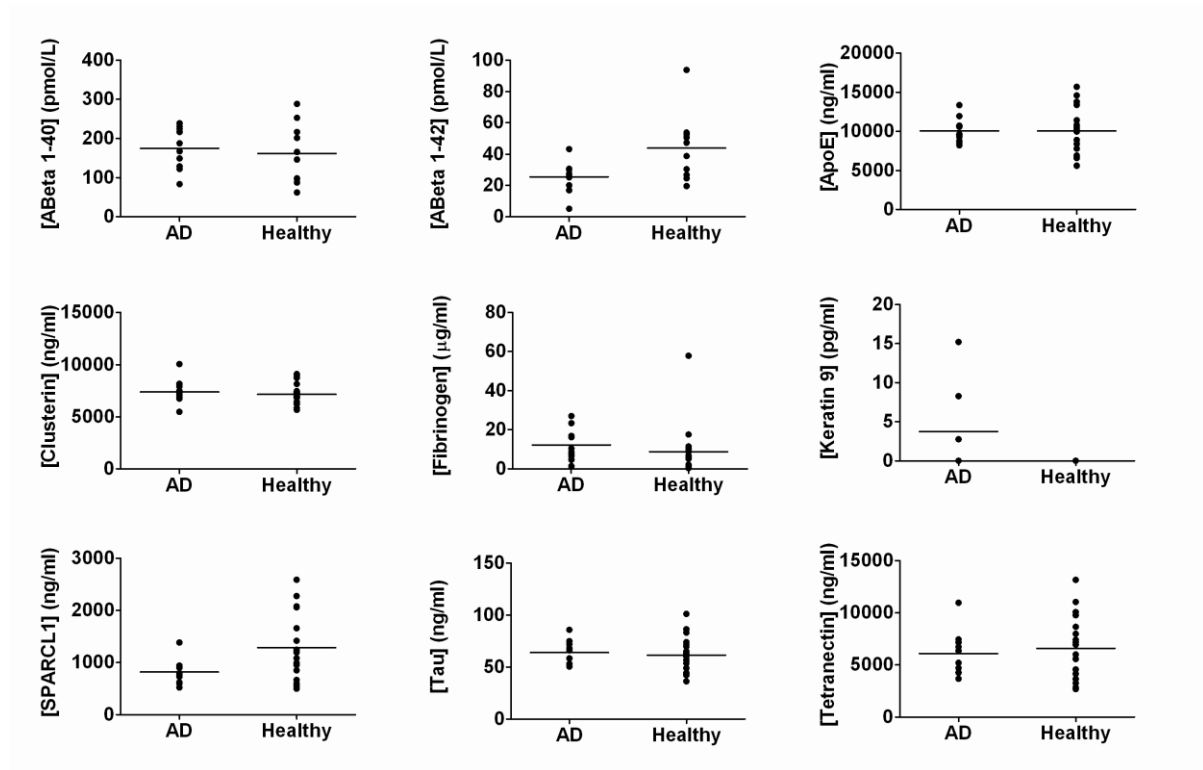 [ABeta 1-40] (pmol/L)
400
300
200
100
0
AD Healthy
[ABeta 1-42] (pmol/L)
100
80
60
40
20
0
AD Healthy
[ApoE] (ng/ml)
20000
15000
10000
5000
0
AD Healthy
[Clusterin] (ng/ml)
15000
10000
5000
0
AD Healthy
[Fibrinogen] (μg/ml)
80
60
40
20
0
AD Healthy
[Keratin 9] (pg/ml)
20
15
10
5
0
AD Healthy
[SPARCL1] (ng/ml)
3000
2000
1000
0
AD Healthy
[Tau] (ng/ml)
150
100
50
0
AD Healthy
[Tetranectin] (ng/ml)
15000
10000
5000
0
AD Healthy